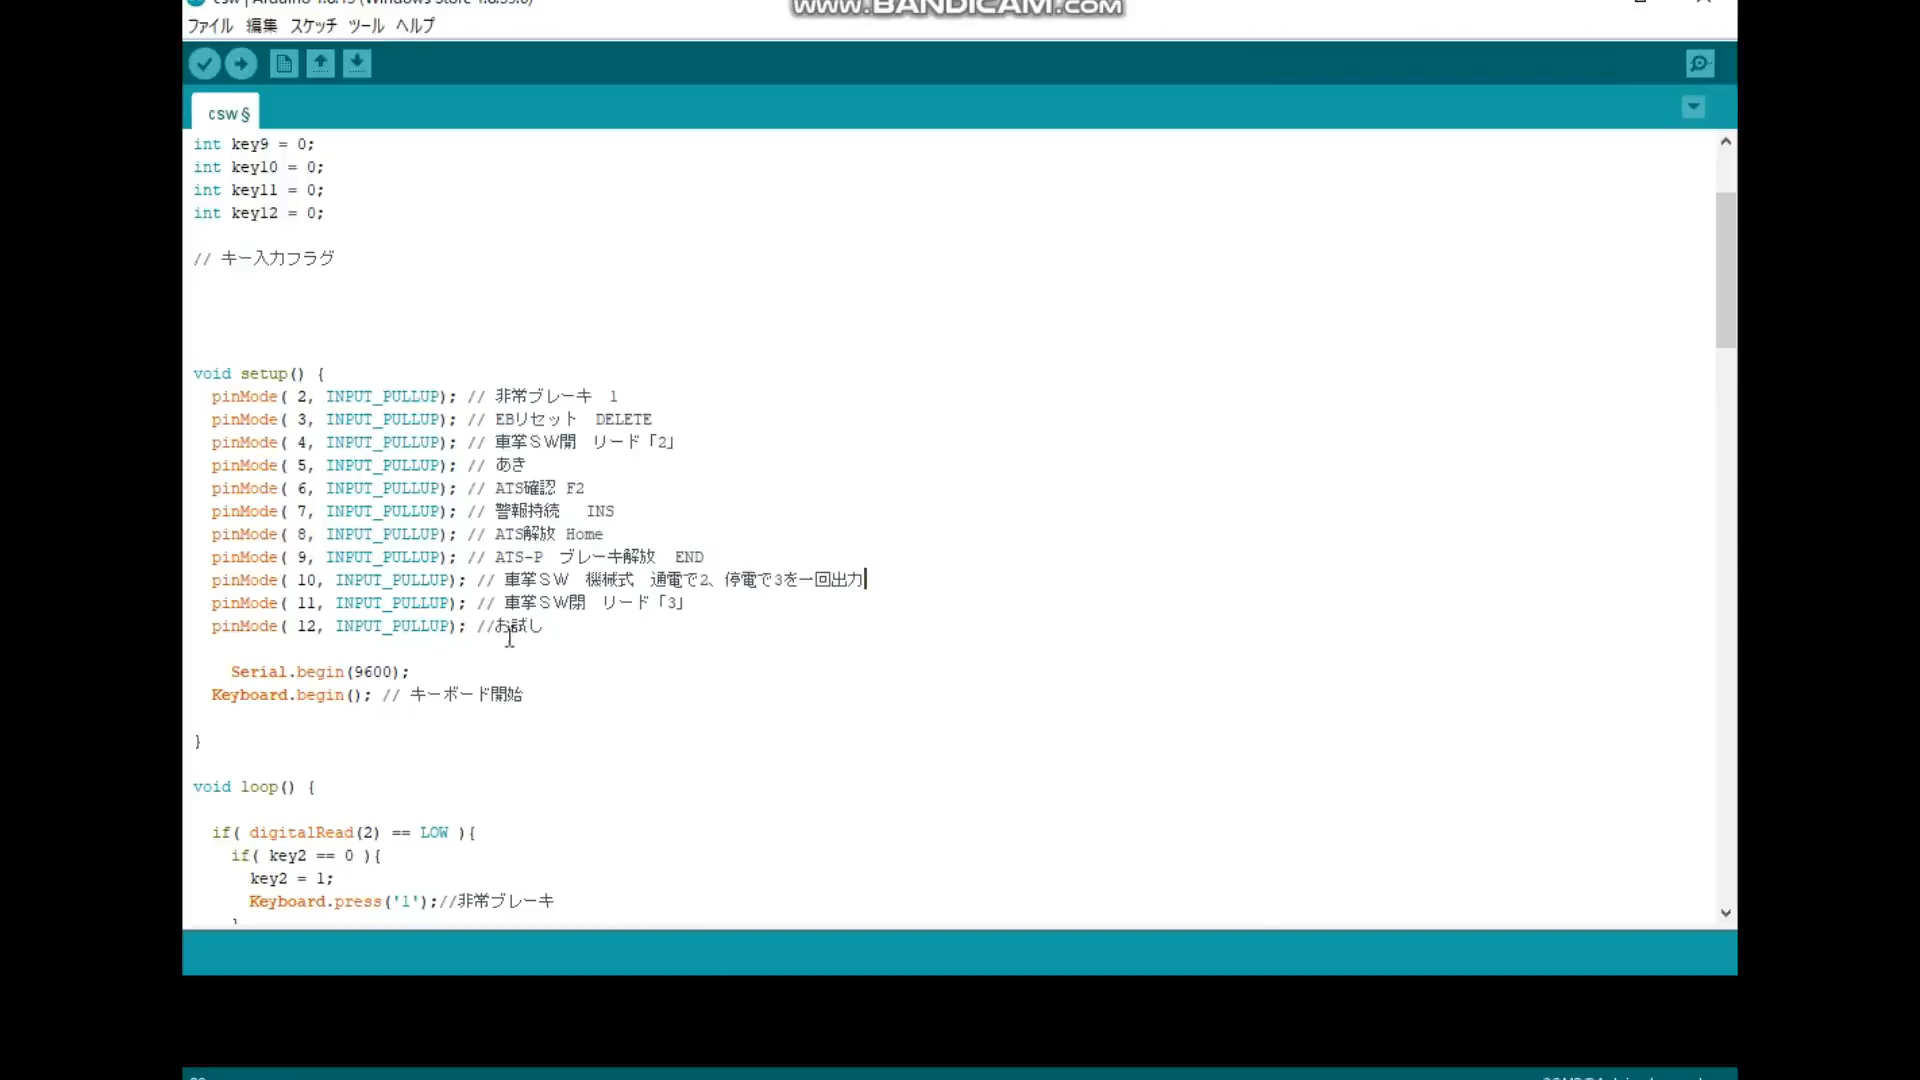 www.BANDICAM.com
ファイル 編集 スケッチ ツール ヘルプ
csw §
int key9 = 0;
int key10 = 0;
int key11 = 0;
int key12 = 0;
// キー入力フラグ
void setup() {
pinMode( 2, INPUT_PULLUP); // 非常ブレーキ　1
pinMode( 3, INPUT_PULLUP); // EBリセット　DELETE
pinMode( 4, INPUT_PULLUP); // 車掌ＳＷ開　リード「2」
pinMode( 5, INPUT_PULLUP); // あき
pinMode( 6, INPUT_PULLUP); // ATS確認 F2
pinMode( 7, INPUT_PULLUP); // 警報持続　 INS
pinMode( 8, INPUT_PULLUP); // ATS解放 Home
pinMode( 9, INPUT_PULLUP); // ATS-P　ブレーキ解放　END
pinMode( 10, INPUT_PULLUP); // 車掌ＳＷ　機械式　通電で2、停電で3を一回出力
pinMode( 11, INPUT_PULLUP); // 車掌ＳＷ閉　リード「3」
pinMode( 12, INPUT_PULLUP); //お試し
Serial.begin(9600);
Keyboard.begin(); // キーボード開始
}
void loop() {
if( digitalRead(2) == LOW ){
if( key2 == 0 ){
key2 = 1;
Keyboard.press('1');//非常ブレーキ